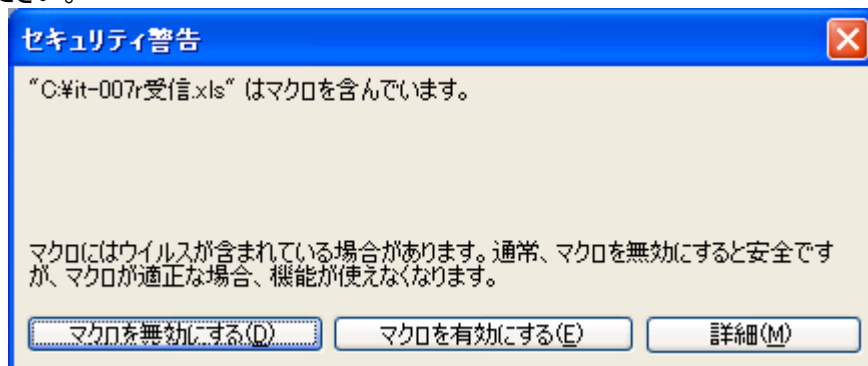 ださい。
セキュリティ警告
"C:¥it-007r受信.xls" はマクロを含んでいます。
マクロにはウイルスが含まれている場合があります。通常、マクロを無効にすると安全です
が、マクロが適正な場合、機能が使えなくなります。
マクロを無効にする(D) マクロを有効にする(E) 詳細(M)